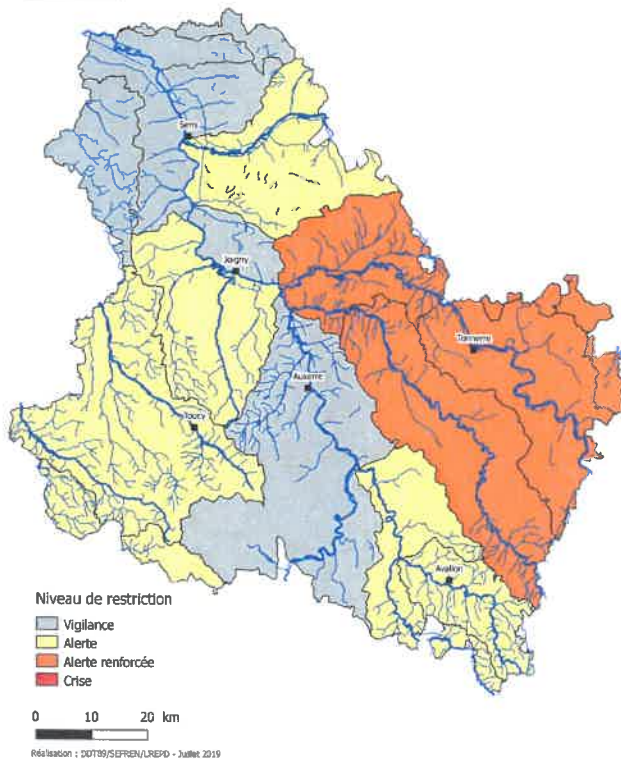 Sens
Joigny
Tonnerre
Auxerre
Toucy
Avallon
Niveau de restriction
Vigilance
Alerte
Alerte renforcée
Crise
0 10 20 km
Réalisation : DDT89/SEFREN/UREPD - Juillet 2019